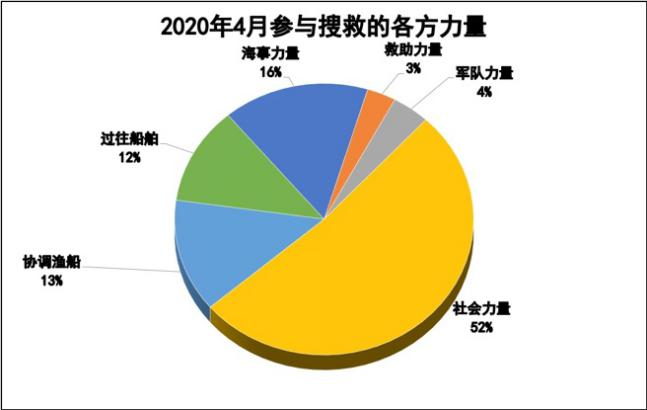 2020年4月参与搜救的各方力量
海事力量
16%
救助力量
3%
军队力量
4%
过往船舶
12%
协调渔船
13%
社会力量
52%